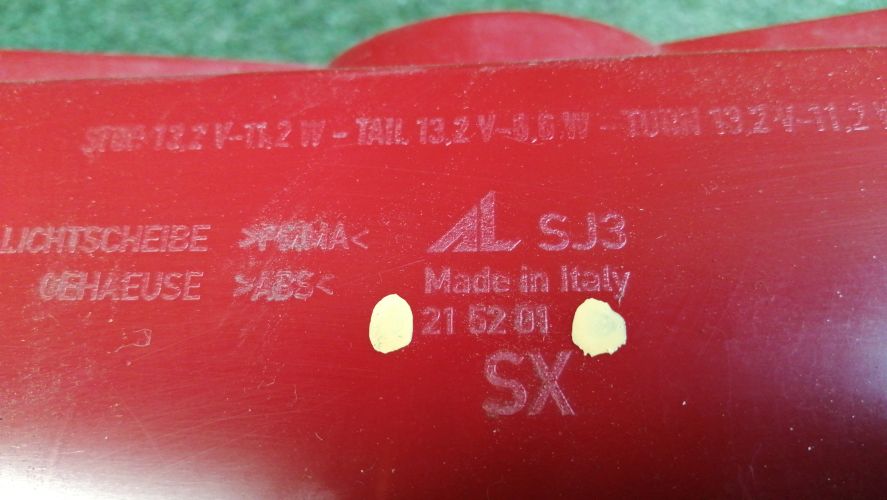 STOP 13,2 V-11,2 W - TAIL 13,2 V-5,6 W - TURN 13,2 V-11,2
LICHTSCHEIBE >PMMA< AL SJ3
GEHAEUSE >ABS< Made in Italy
21 52 01
SX